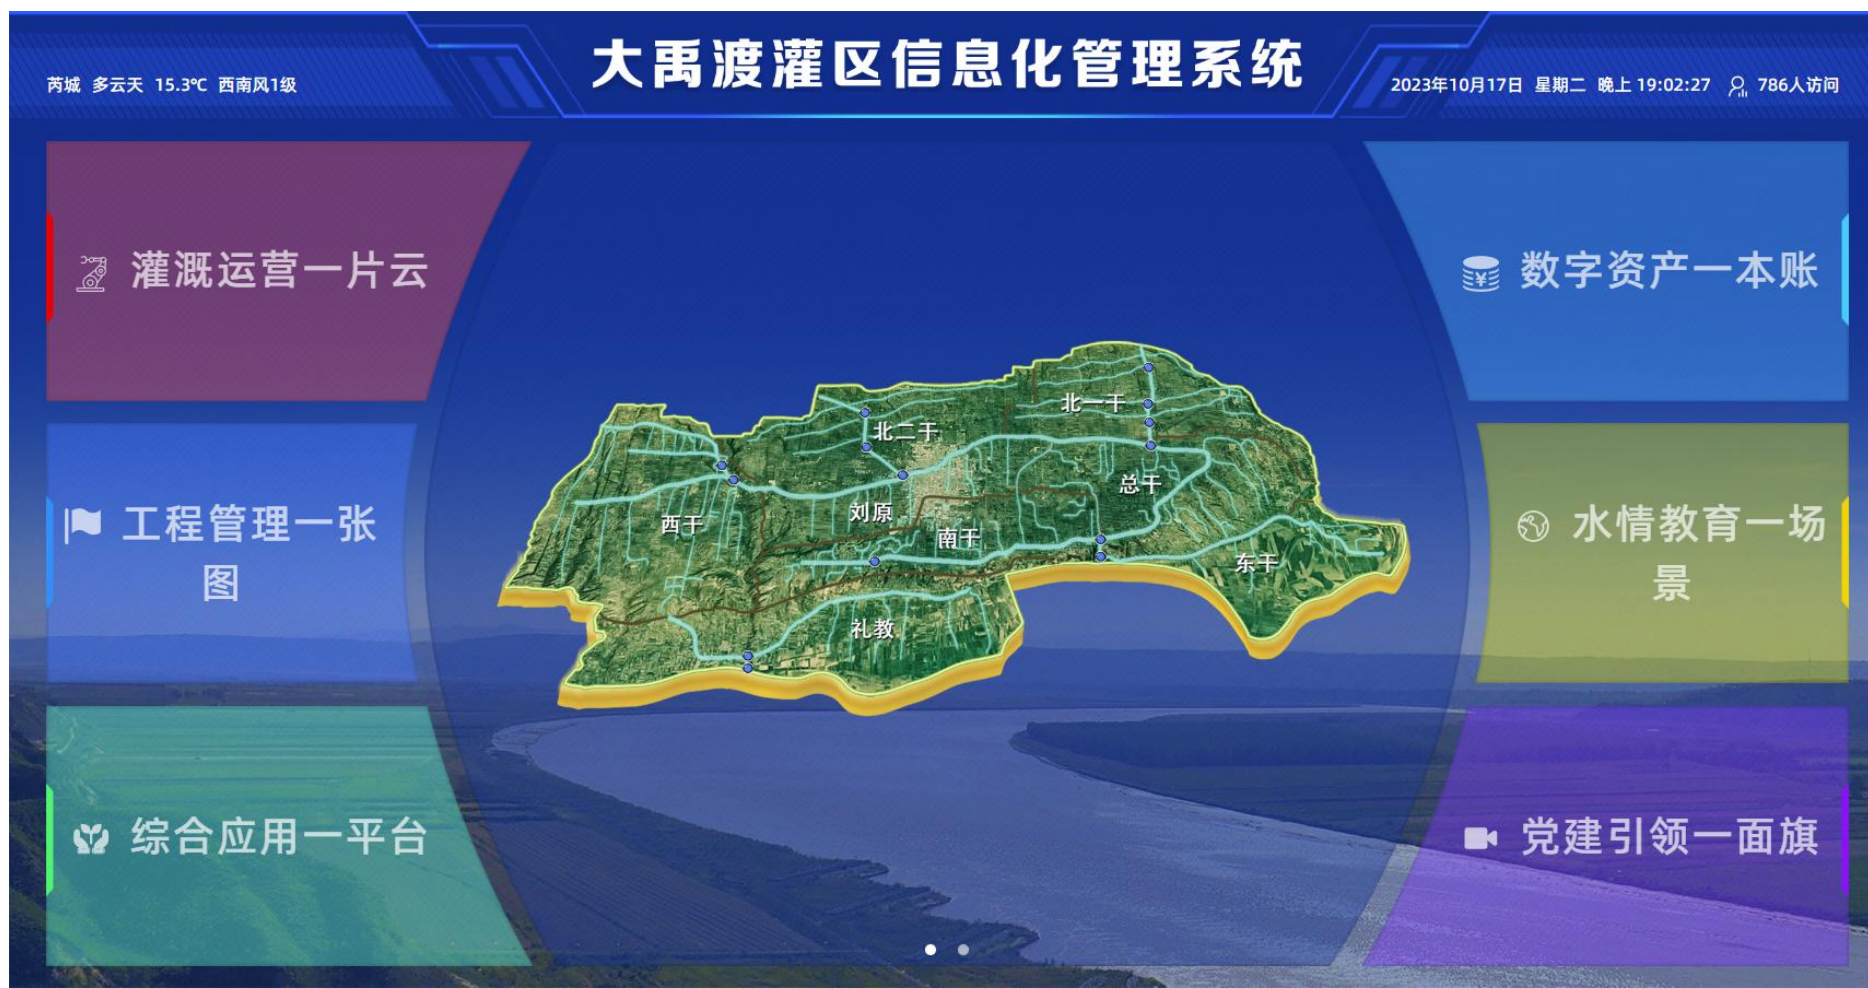 大禹渡灌区信息化管理系统
芮城 多云天 15.3℃ 西南风1级
2023年10月17日 星期二 晚上 19:02:27 786人访问
灌溉运营一片云
工程管理一张
图
综合应用一平台
北一干
北二干
总干
刘原
西干
南干
东干
礼教
数字资产一本账
水情教育一场
景
党建引领一面旗